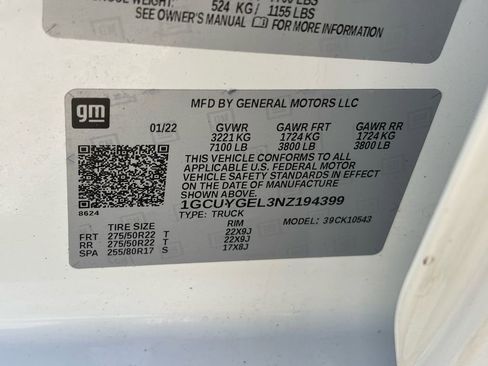 WEIGHT:
524 KG/ 1155 LBS
SEE OWNER'S MANUAL
gm
MFD BY GENERAL MOTORS LLC
01/22 GVWR GAWR FRT GAWR RR
3221 KG 1724 KG 1724 KG
7100 LB 3800 LB 3800 LB
THIS VEHICLE CONFORMS TO ALL
APPLICABLE U.S. FEDERAL MOTOR
VEHICLE SAFETY STANDARDS IN EFFECT
ON THE DATE OF MANUFACTURE SHOWN ABOVE.
8624
1GCUYGEL3NZ194399
TYPE: TRUCK MODEL: 39CK10543
TIRE SIZE RIM
FRT 275/50R22 T 22X9J
RR 275/50R22 T 22X9J
SPA 255/80R17 S 17X8J